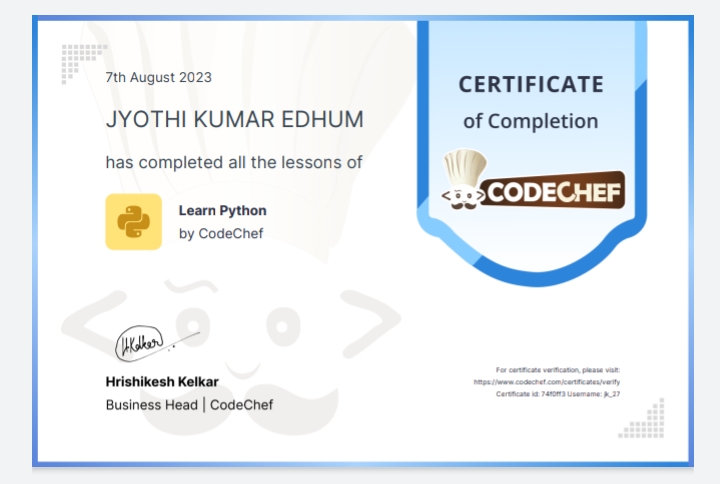 7th August 2023
JYOTHI KUMAR EDHUM
has completed all the lessons of
Learn Python
by CodeChef
CERTIFICATE
of Completion
CODECHEF
HKelkar
Hrishikesh Kelkar
Business Head | CodeChef
For certificate verification, please visit:
https://www.codechef.com/certificates/verify
Certificate id: 74f0ff3 Username: jk_27